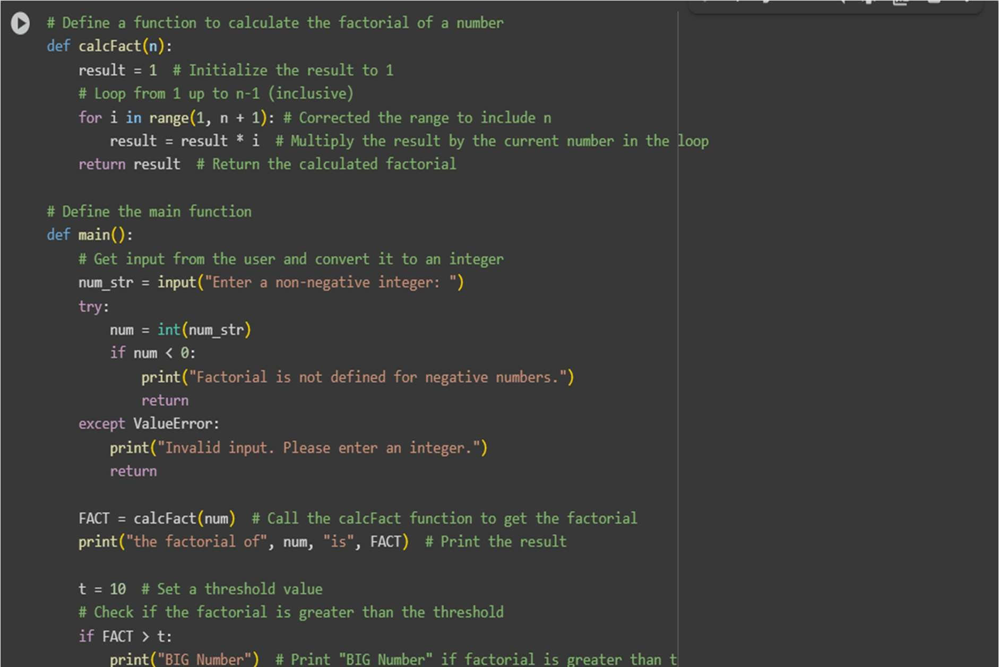 # Define a function to calculate the factorial of a number
def calcFact(n):
    result = 1  # Initialize the result to 1
    # Loop from 1 up to n-1 (inclusive)
    for i in range(1, n + 1): # Corrected the range to include n
        result = result * i  # Multiply the result by the current number in the loop
    return result  # Return the calculated factorial

# Define the main function
def main():
    # Get input from the user and convert it to an integer
    num_str = input("Enter a non-negative integer: ")
    try:
        num = int(num_str)
        if num < 0:
            print("Factorial is not defined for negative numbers.")
            return
    except ValueError:
        print("Invalid input. Please enter an integer.")
        return

    FACT = calcFact(num)  # Call the calcFact function to get the factorial
    print("the factorial of", num, "is", FACT)  # Print the result

    t = 10  # Set a threshold value
    # Check if the factorial is greater than the threshold
    if FACT > t:
        print("BIG Number")  # Print "BIG Number" if factorial is greater than t